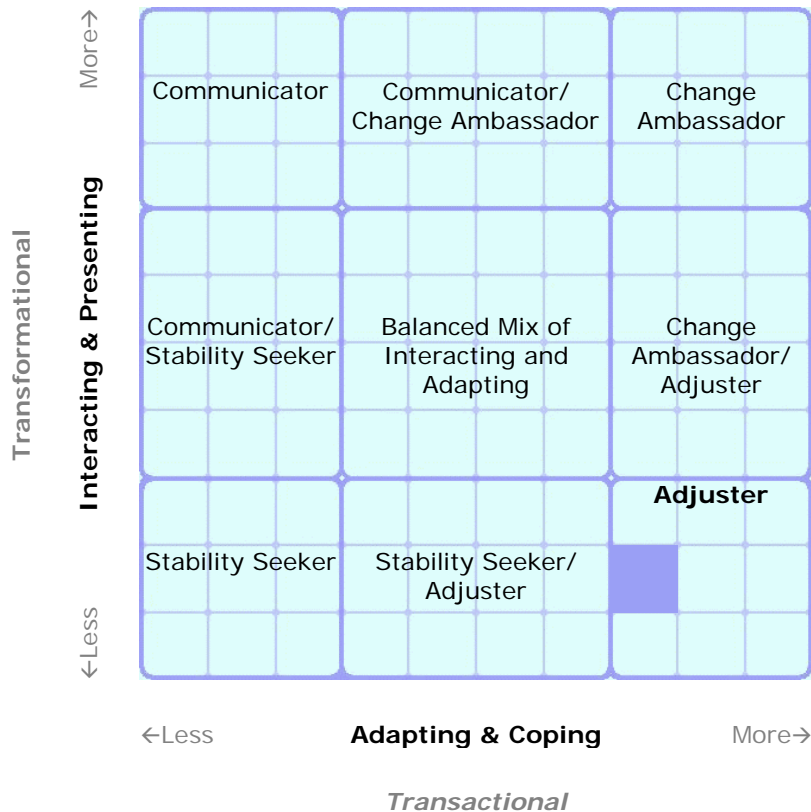 More→
Communicator
Communicator/
Change Ambassador
Change
Ambassador
Transformational
Interacting & Presenting
Communicator/
Stability Seeker
Balanced Mix of
Interacting and
Adapting
Change
Ambassador/
Adjuster
Adjuster
Stability Seeker
Stability Seeker/
Adjuster
←Less
←Less
Adapting & Coping
More→
Transactional